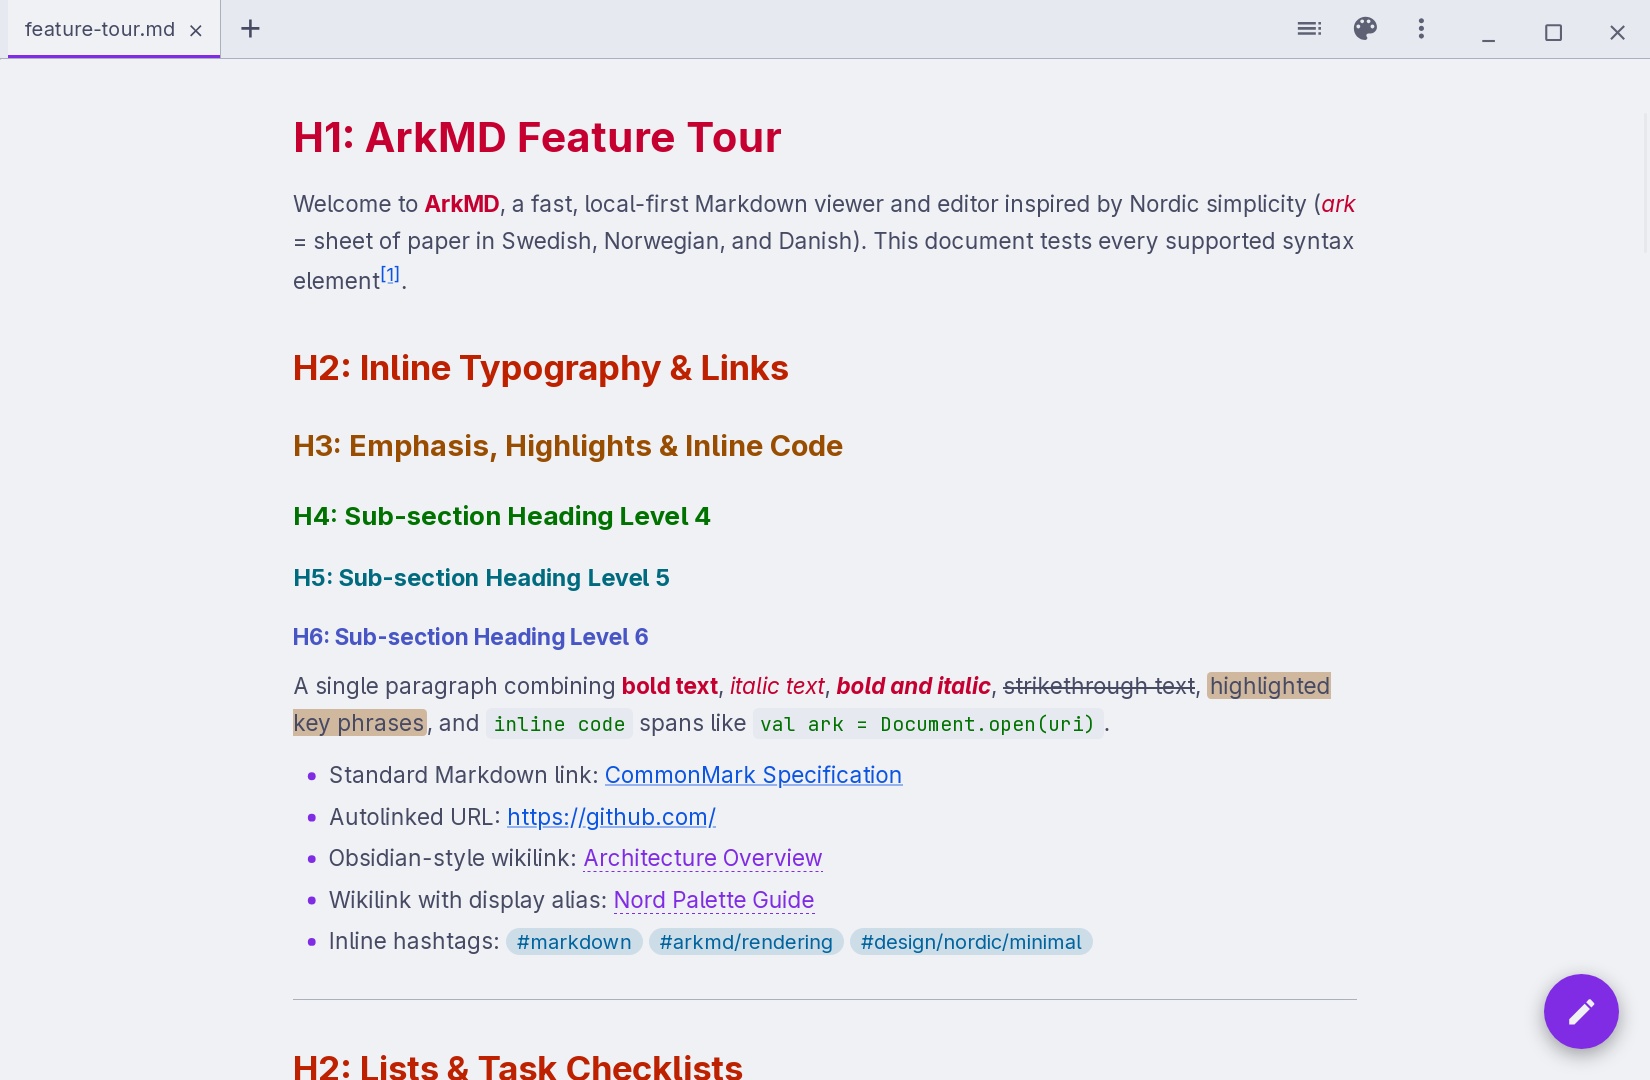 feature-tour.md
H1: ArkMD Feature Tour
Welcome to ArkMD, a fast, local-first Markdown viewer and editor inspired by Nordic simplicity (ark
= sheet of paper in Swedish, Norwegian, and Danish). This document tests every supported syntax
element[1].
H2: Inline Typography & Links
H3: Emphasis, Highlights & Inline Code
H4: Sub-section Heading Level 4
H5: Sub-section Heading Level 5
H6: Sub-section Heading Level 6
A single paragraph combining bold text, italic text, bold and italic, strikethrough text, highlighted
key phrases, and inline code spans like val ark = Document.open(uri).
• Standard Markdown link: CommonMark Specification
• Autolinked URL: https://github.com/
• Obsidian-style wikilink: Architecture Overview
• Wikilink with display alias: Nord Palette Guide
• Inline hashtags: #markdown #arkmd/rendering #design/nordic/minimal
H2: Lists & Task Checklists